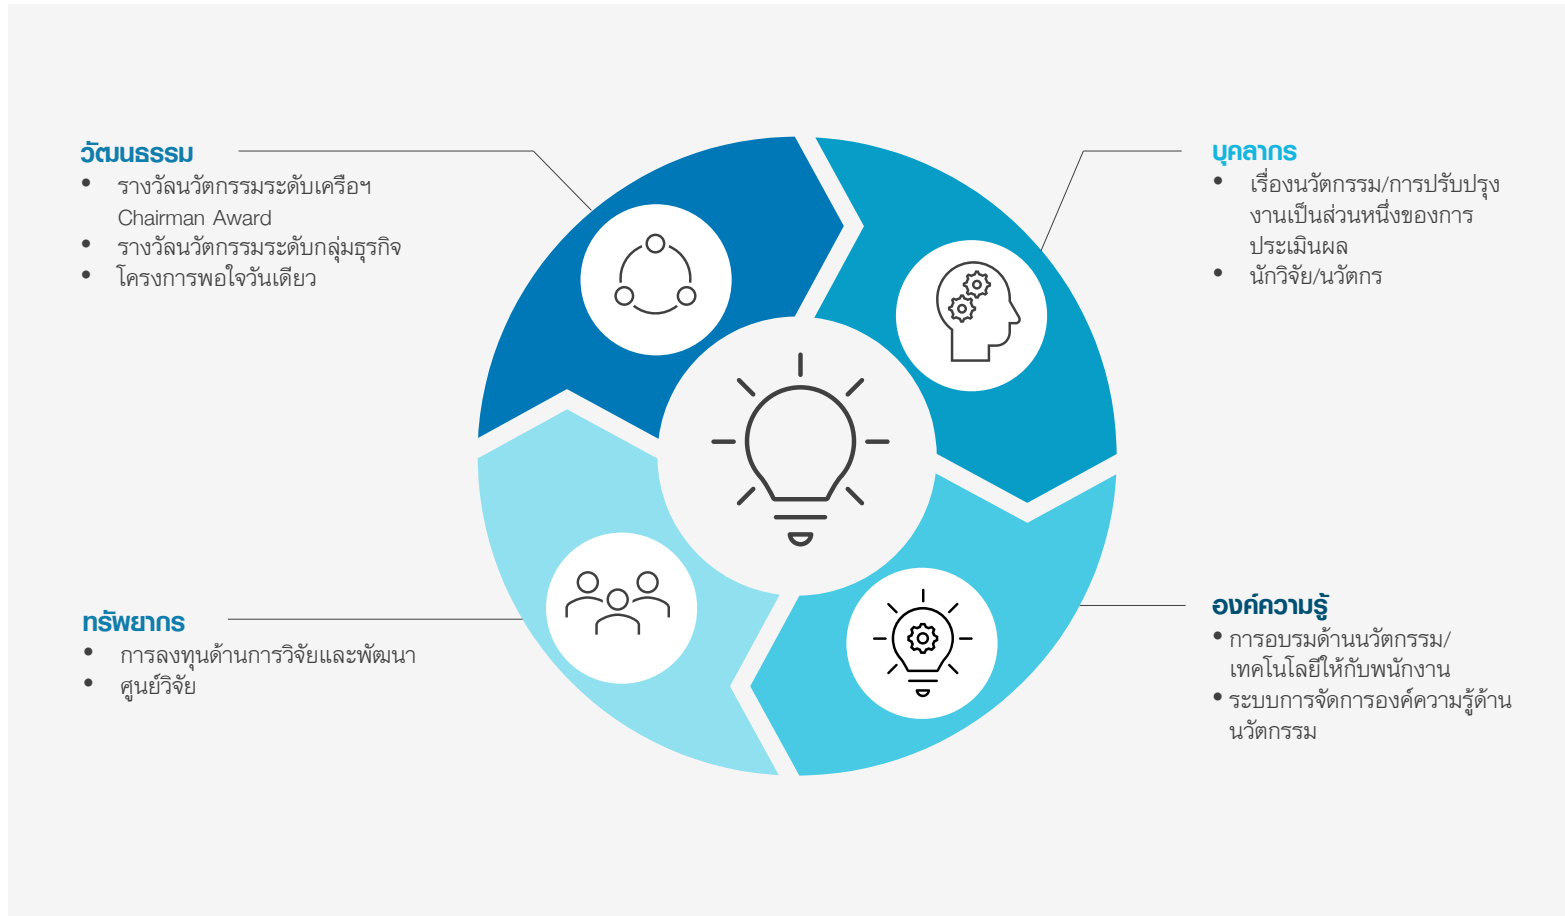 วัฒนธรรม
• รางวัลนวัตกรรมระดับเครือฯ
Chairman Award
• รางวัลนวัตกรรมระดับกลุ่มธุรกิจ
• โครงการพอใจวันเดียว
บุคลากร
• เรื่องนวัตกรรม/การปรับปรุง
งานเป็นส่วนหนึ่งของการ
ประเมินผล
• นักวิจัย/นวัตกร
ทรัพยากร
• การลงทุนด้านการวิจัยและพัฒนา
• ศูนย์วิจัย
องค์ความรู้
• การอบรมด้านนวัตกรรม/
เทคโนโลยีให้กับพนักงาน
• ระบบการจัดการองค์ความรู้ด้าน
นวัตกรรม